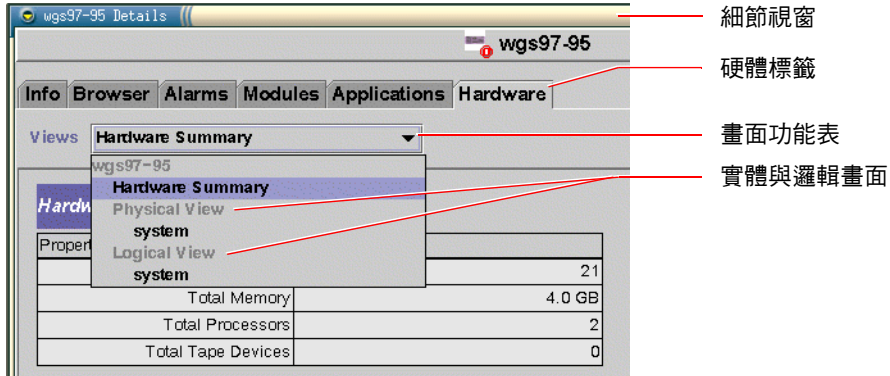 wgs97-95 Details
細節視窗
wgs97-95
硬體標籤
Info Browser Alarms Modules Applications Hardware
Views Hardware Summary
畫面功能表
wgs97-95
Hardware Summary
實體與邏輯畫面
Hardw
Physical View
system
Propert
Logical View
system
21
Total Memory 4.0 GB
Total Processors 2
Total Tape Devices 0